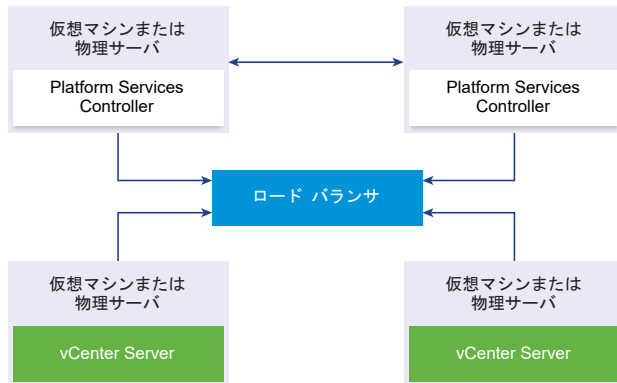 仮想マシンまたは
物理サーバ
Platform Services
Controller
仮想マシンまたは
物理サーバ
Platform Services
Controller
ロード バランサ
仮想マシンまたは
物理サーバ
vCenter Server
仮想マシンまたは
物理サーバ
vCenter Server